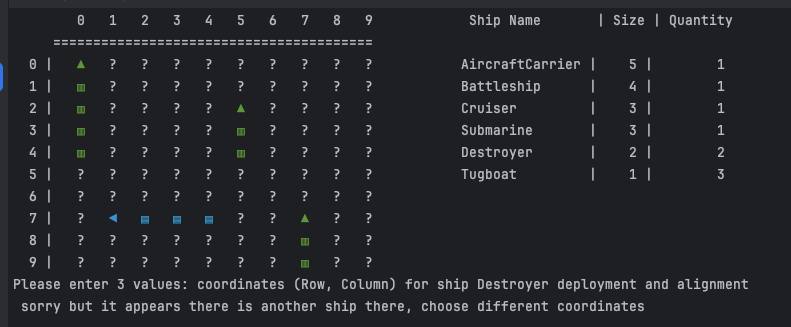 0 1 2 3 4 5 6 7 8 9 Ship Name | Size | Quantity
========================================
0 | ▲ ? ? ? ? ? ? ? ? ? AircraftCarrier | 5 | 1
1 | ▥ ? ? ? ? ? ? ? ? ? Battleship | 4 | 1
2 | ▥ ? ? ? ? ▲ ? ? ? ? Cruiser | 3 | 1
3 | ▥ ? ? ? ? ▥ ? ? ? ? Submarine | 3 | 1
4 | ▥ ? ? ? ? ▥ ? ? ? ? Destroyer | 2 | 2
5 | ? ? ? ? ? ? ? ? ? ? Tugboat | 1 | 3
6 | ? ? ? ? ? ? ? ? ? ?
7 | ? ◀ ▤ ▤ ▤ ? ? ▲ ? ?
8 | ? ? ? ? ? ? ? ▥ ? ?
9 | ? ? ? ? ? ? ? ▥ ? ?
Please enter 3 values: coordinates (Row, Column) for ship Destroyer deployment and alignment
sorry but it appears there is another ship there, choose different coordinates